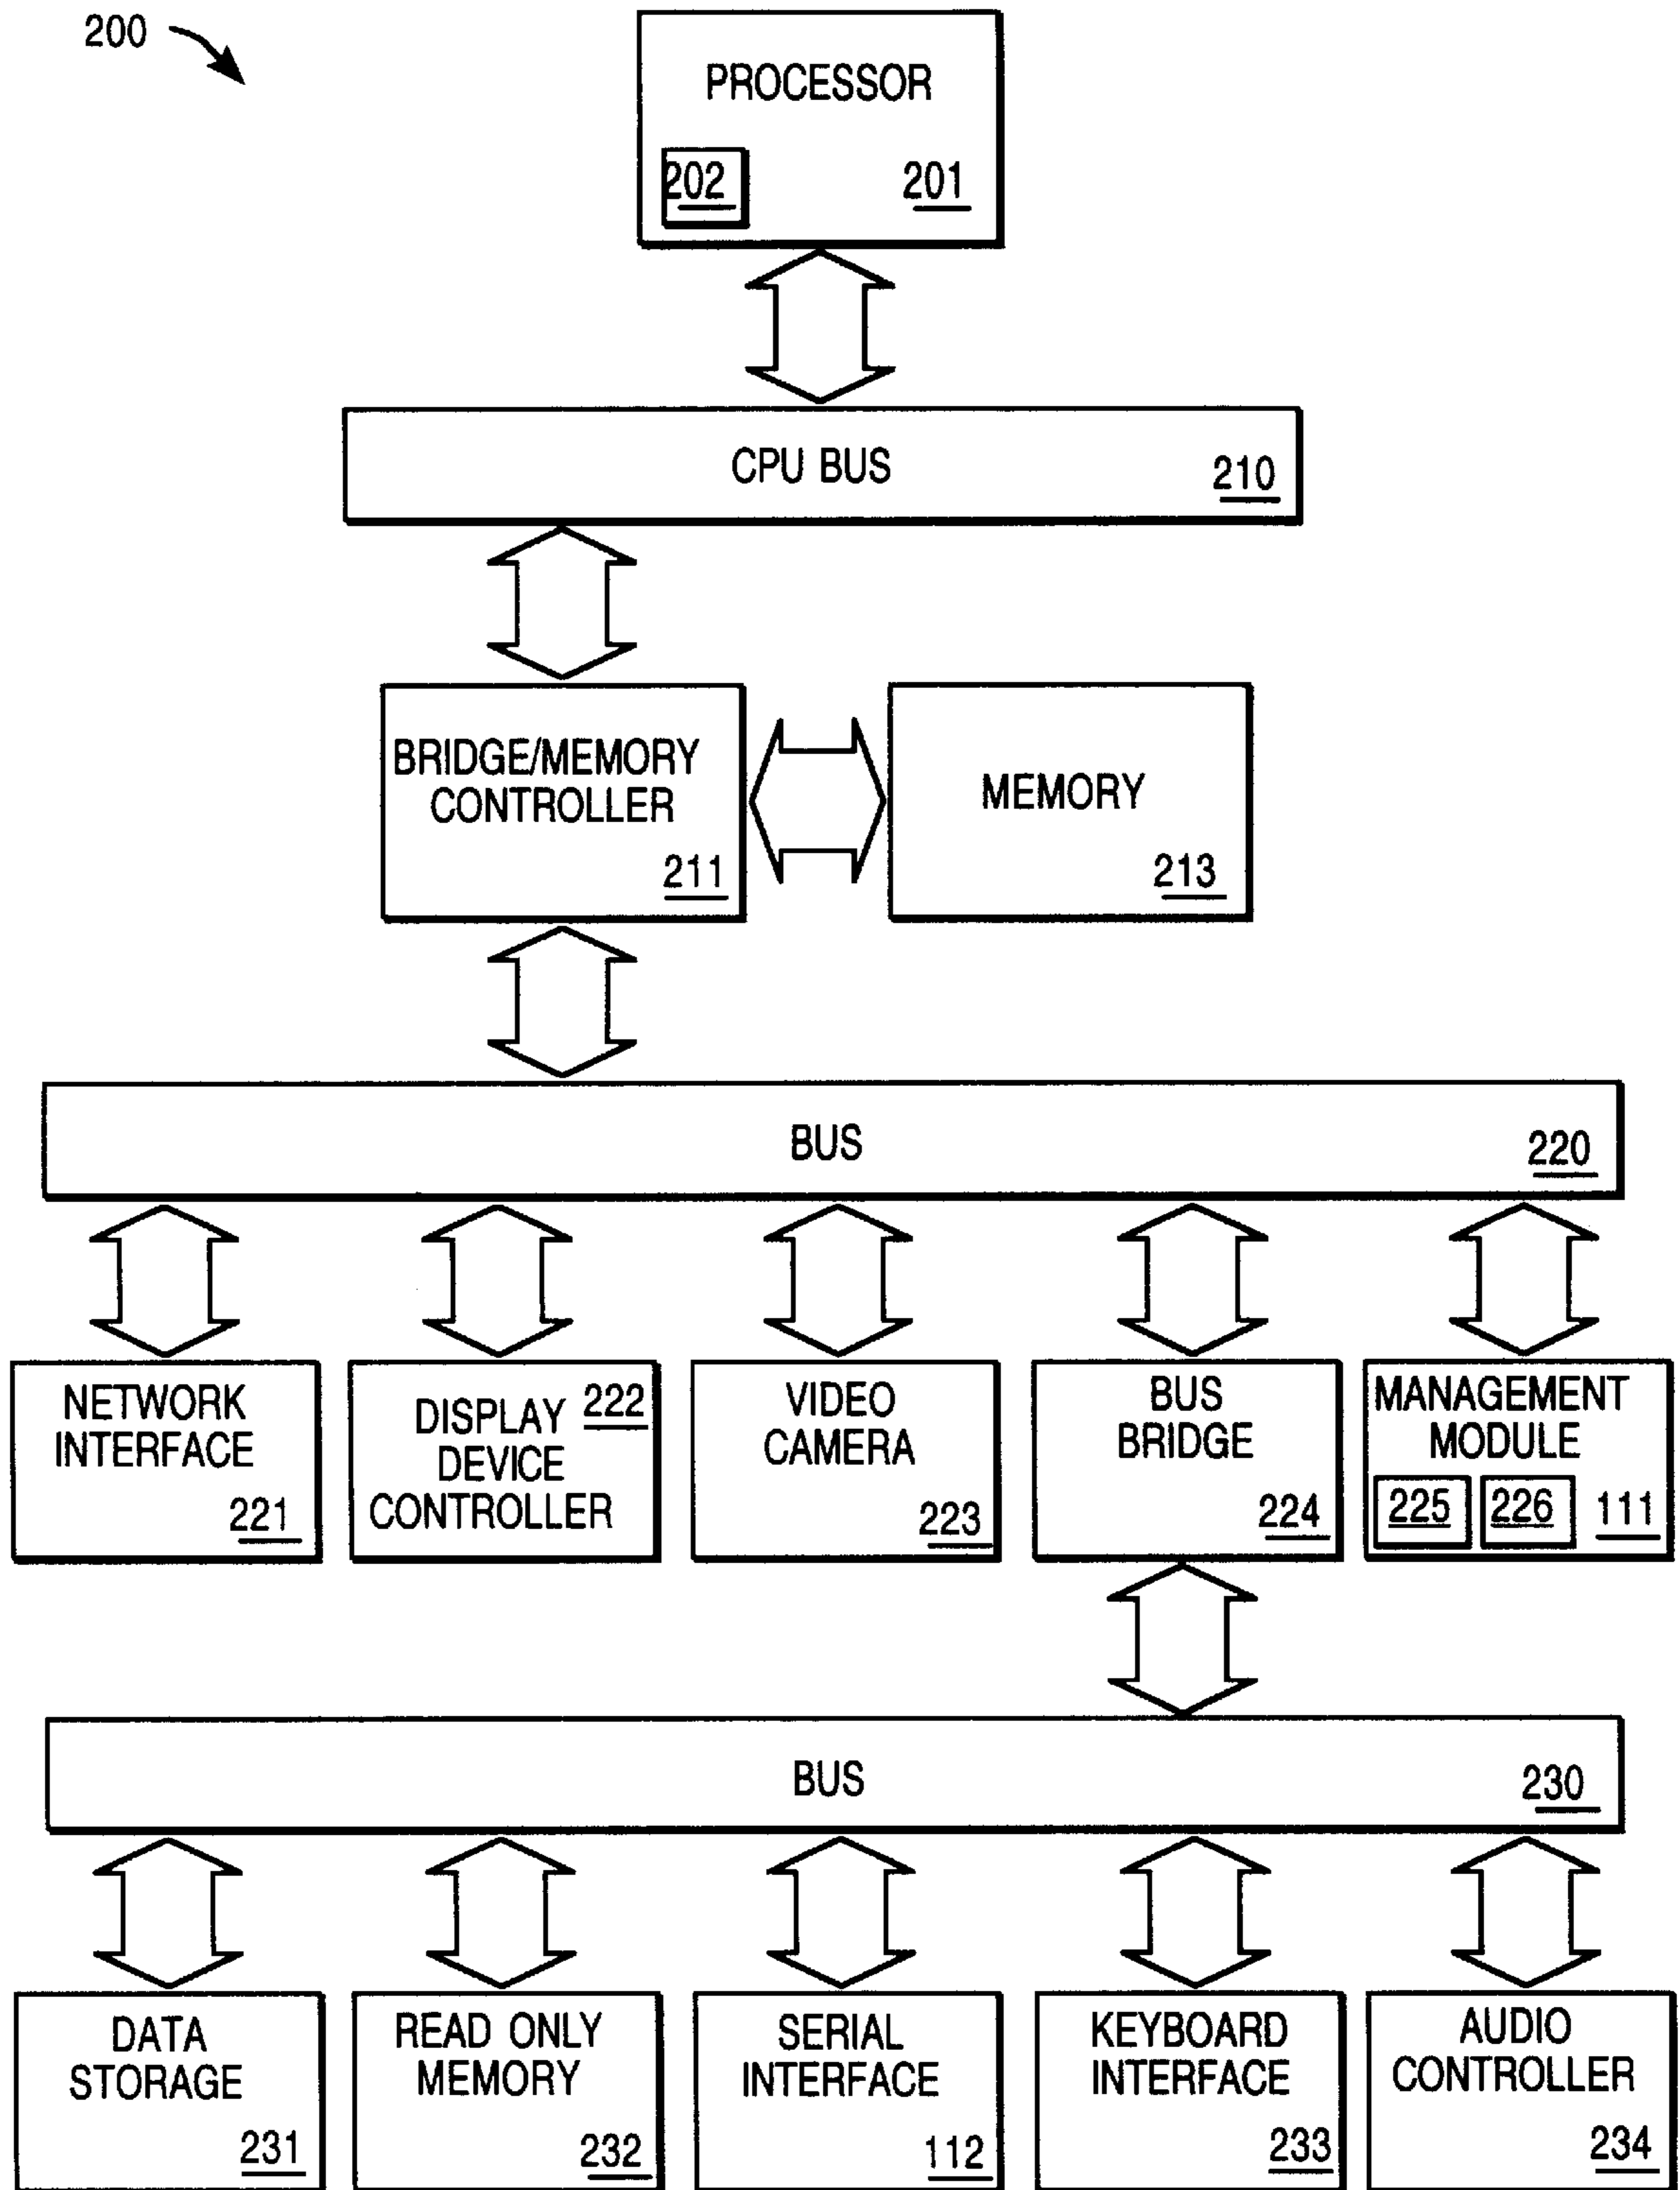 200
PROCESSOR
202
201
CPU BUS
210
BRIDGE/MEMORY
CONTROLLER
211
MEMORY
213
BUS
220
NETWORK
INTERFACE
221
DISPLAY
222
DEVICE
CONTROLLER
VIDEO
CAMERA
223
BUS
BRIDGE
224
MANAGEMENT
MODULE
225
226
111
BUS
230
DATA
STORAGE
231
READ ONLY
MEMORY
232
SERIAL
INTERFACE
112
KEYBOARD
INTERFACE
233
AUDIO
CONTROLLER
234